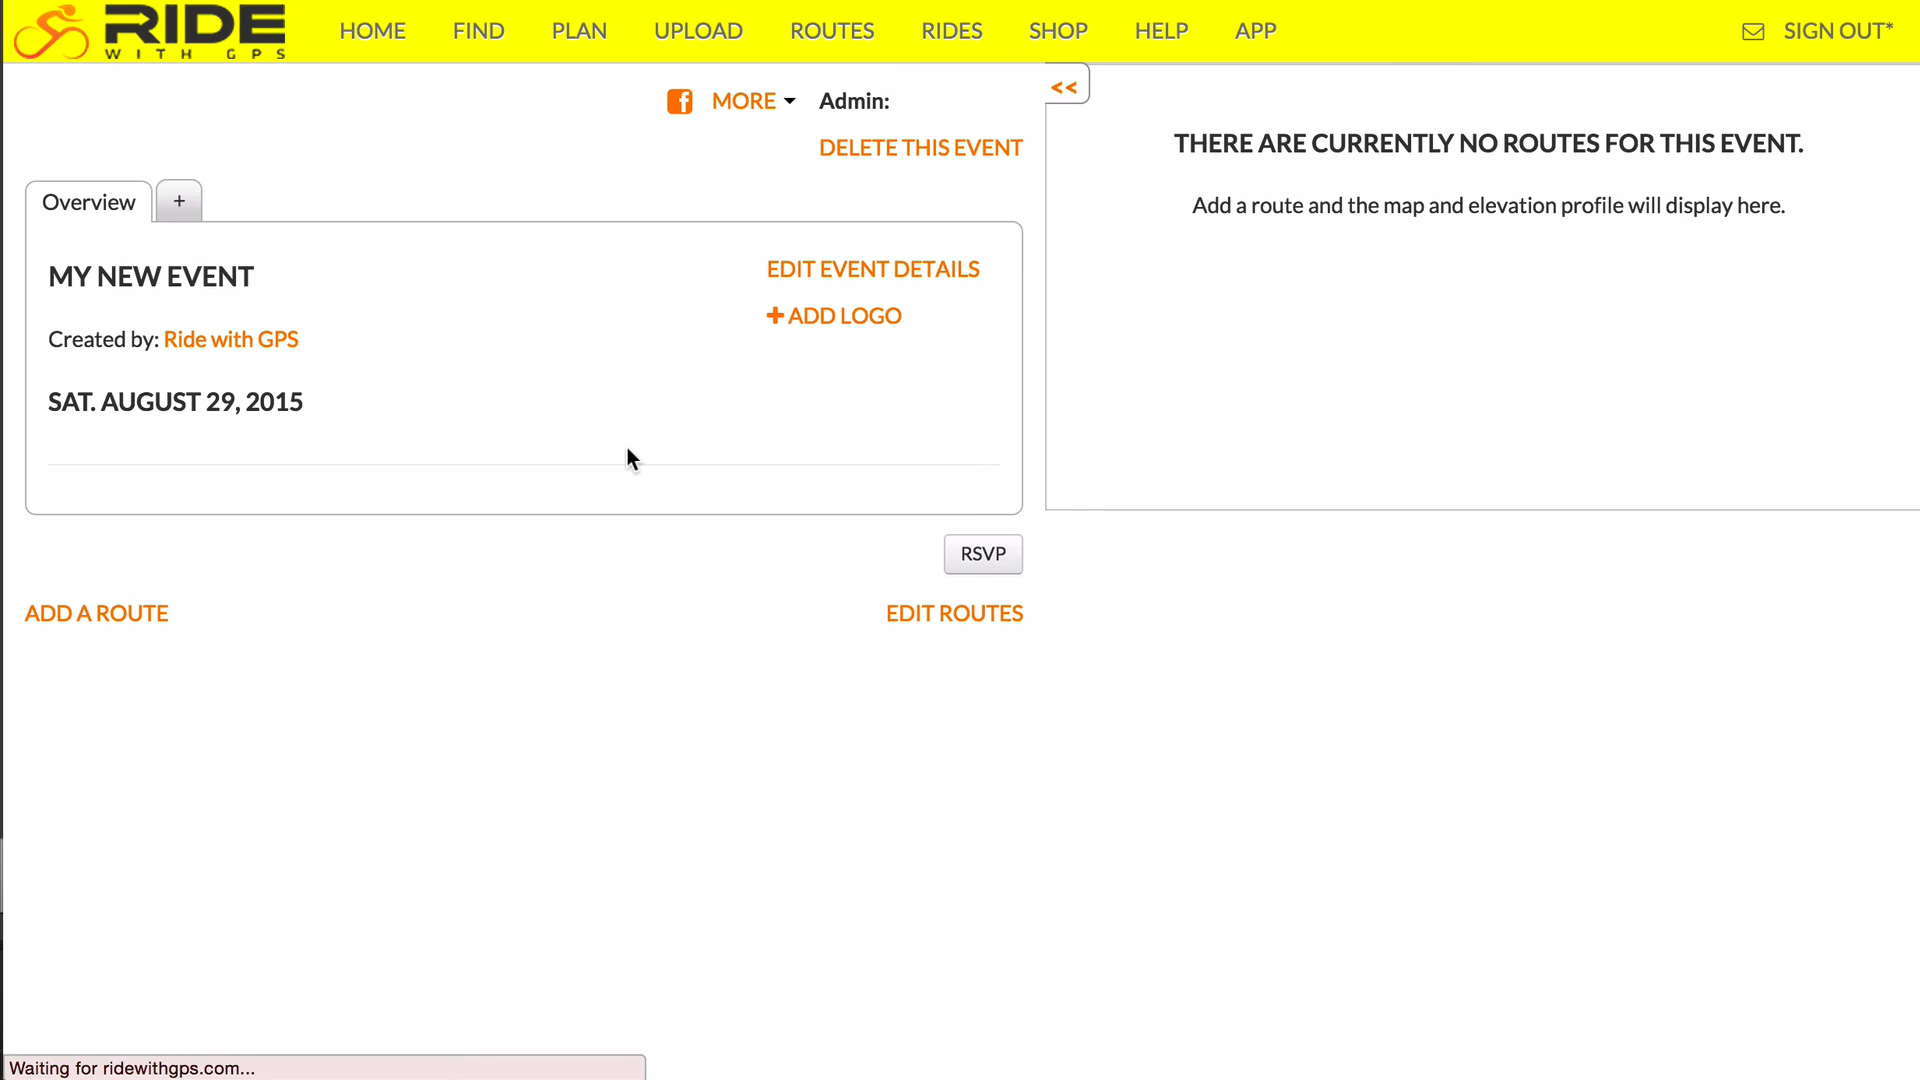 RIDE
WITH GPS
HOME FIND PLAN UPLOAD ROUTES RIDES SHOP HELP APP SIGN OUT*
MORE Admin:
DELETE THIS EVENT
<<
THERE ARE CURRENTLY NO ROUTES FOR THIS EVENT.
Add a route and the map and elevation profile will display here.
Overview +
MY NEW EVENT
EDIT EVENT DETAILS
+ ADD LOGO
Created by: Ride with GPS
SAT. AUGUST 29, 2015
RSVP
ADD A ROUTE EDIT ROUTES
Waiting for ridewithgps.com...